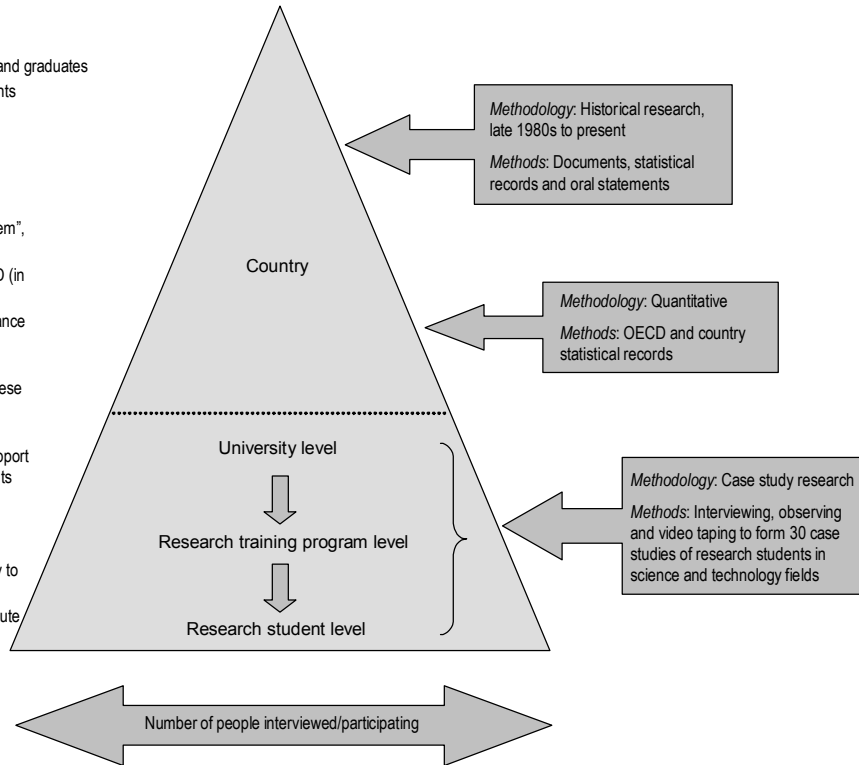 and graduates
nts
em",
D (in
ance
ese
pport
ts
y to
ute
Country
University level
Research training program level
Research student level
Methodology: Historical research,
late 1980s to present
Methods: Documents, statistical
records and oral statements
Methodology: Quantitative
Methods: OECD and country
statistical records
Methodology: Case study research
Methods: Interviewing, observing
and video taping to form 30 case
studies of research students in
science and technology fields
Number of people interviewed/participating